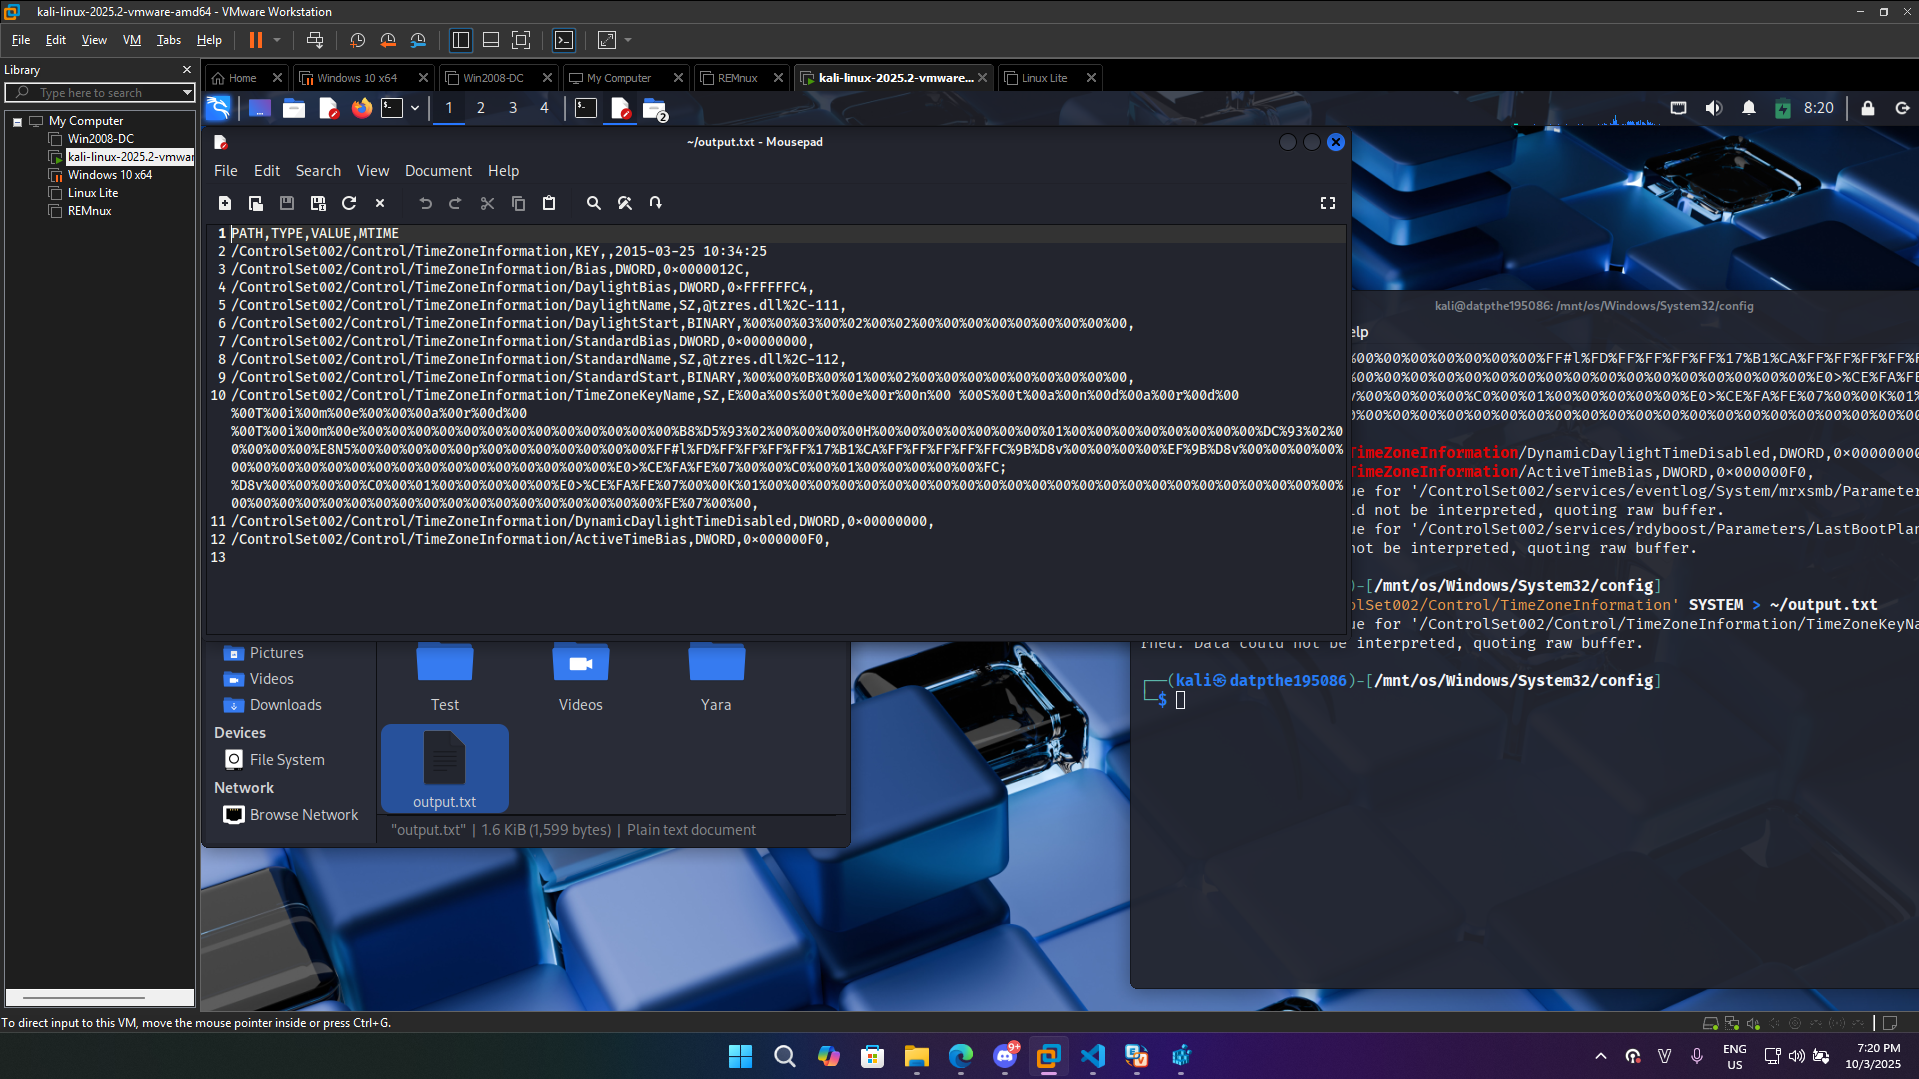 kali-linux-2025.2-vmware-amd64 - VMware Workstation
File Edit View VM Tabs Help
Library
Type here to search
My Computer
Win2008-DC
kali-linux-2025.2-vmwar
Windows 10 x64
Linux Lite
REMnux
Home
Windows 10 x64
Win2008-DC
My Computer
REMnux
kali-linux-2025.2-vmware...
Linux Lite
1 2 3 4
2
8:20
~/output.txt - Mousepad
File Edit Search View Document Help
1 PATH,TYPE,VALUE,MTIME
2 /ControlSet002/Control/TimeZoneInformation,KEY,,2015-03-25 10:34:25
3 /ControlSet002/Control/TimeZoneInformation/Bias,DWORD,0×0000012C,
4 /ControlSet002/Control/TimeZoneInformation/DaylightBias,DWORD,0×FFFFFFC4,
5 /ControlSet002/Control/TimeZoneInformation/DaylightName,SZ,@tzres.dll%2C-111,
6 /ControlSet002/Control/TimeZoneInformation/DaylightStart,BINARY,%00%00%03%00%02%00%02%00%00%00%00%00%00%00%00%00,
7 /ControlSet002/Control/TimeZoneInformation/StandardBias,DWORD,0×00000000,
8 /ControlSet002/Control/TimeZoneInformation/StandardName,SZ,@tzres.dll%2C-112,
9 /ControlSet002/Control/TimeZoneInformation/StandardStart,BINARY,%00%00%0B%00%01%00%02%00%00%00%00%00%00%00%00%00,
10 /ControlSet002/Control/TimeZoneInformation/TimeZoneKeyName,SZ,E%00a%00s%00t%00e%00r%00n%00 %00S%00t%00a%00n%00d%00a%00r%00d%00
%00T%00i%00m%00e%00%00%00a%00r%00d%00
%00T%00i%00m%00e%00%00%00%00%00%00%00%00%00%00%00%00%00%B8%D5%93%02%00%00%00%00H%00%00%00%00%00%00%00%01%00%00%00%00%00%00%00%00%DC%93%02%00
0%00%00%00%E8N5%00%00%00%00%00p%00%00%00%00%00%00%00%FF#l%FD%FF%FF%FF%FF%17%B1%CA%FF%FF%FF%FF%FFC%9B%D8v%00%00%00%00%EF%9B%D8v%00%00%00%00%
00%00%00%00%00%00%00%00%00%00%00%00%00%E0>%CE%FA%FE%07%00%00%C0%00%01%00%00%00%00%00%FC;
%D8v%00%00%00%00%C0%00%01%00%00%00%00%00%E0>%CE%FA%FE%07%00%00K%01%00%00%00%00%00%00%00%00%00%00%00%00%00%00%00%00%00%00%00%00%00%00%00%00
00%00%00%00%00%00%00%00%00%00%00%00%00%00%FE%07%00%00,
11 /ControlSet002/Control/TimeZoneInformation/DynamicDaylightTimeDisabled,DWORD,0×00000000,
12 /ControlSet002/Control/TimeZoneInformation/ActiveTimeBias,DWORD,0×000000F0,
13
Pictures
Videos
Downloads
Devices
File System
Network
Browse Network
Test
Videos
Yara
output.txt
"output.txt" | 1.6 KiB (1,599 bytes) | Plain text document
kali@datpthe195086: /mnt/os/Windows/System32/config
elp
%00%00%00%00%00%00%00%FF#l%FD%FF%FF%FF%FF%17%B1%CA%FF%FF%FF%FF%F
00%00%00%00%00%00%00%00%00%00%00%00%00%E0>%CE%FA%FE
v%00%00%00%00%C0%00%01%00%00%00%00%00%E0>%CE%FA%FE%07%00%00K%01%
00%00%00%00%00%00%00%00%00%00%00%00%00%00%00%00%00%00%00%00%00
TimeZoneInformation/DynamicDaylightTimeDisabled,DWORD,0×0000000
TimeZoneInformation/ActiveTimeBias,DWORD,0×000000F0,
ue for '/ControlSet002/services/eventlog/System/mrxsmb/Parameter
ld not be interpreted, quoting raw buffer.
ue for '/ControlSet002/services/rdyboost/Parameters/LastBootPlan
not be interpreted, quoting raw buffer.
)-[/mnt/os/Windows/System32/config]
olSet002/Control/TimeZoneInformation' SYSTEM > ~/output.txt
ue for '/ControlSet002/Control/TimeZoneInformation/TimeZoneKeyNa
rned: Data could not be interpreted, quoting raw buffer.
(kali㉿datpthe195086)-[/mnt/os/Windows/System32/config]
$
To direct input to this VM, move the mouse pointer inside or press Ctrl+G.
9+
ENG
US
7:20 PM
10/3/2025